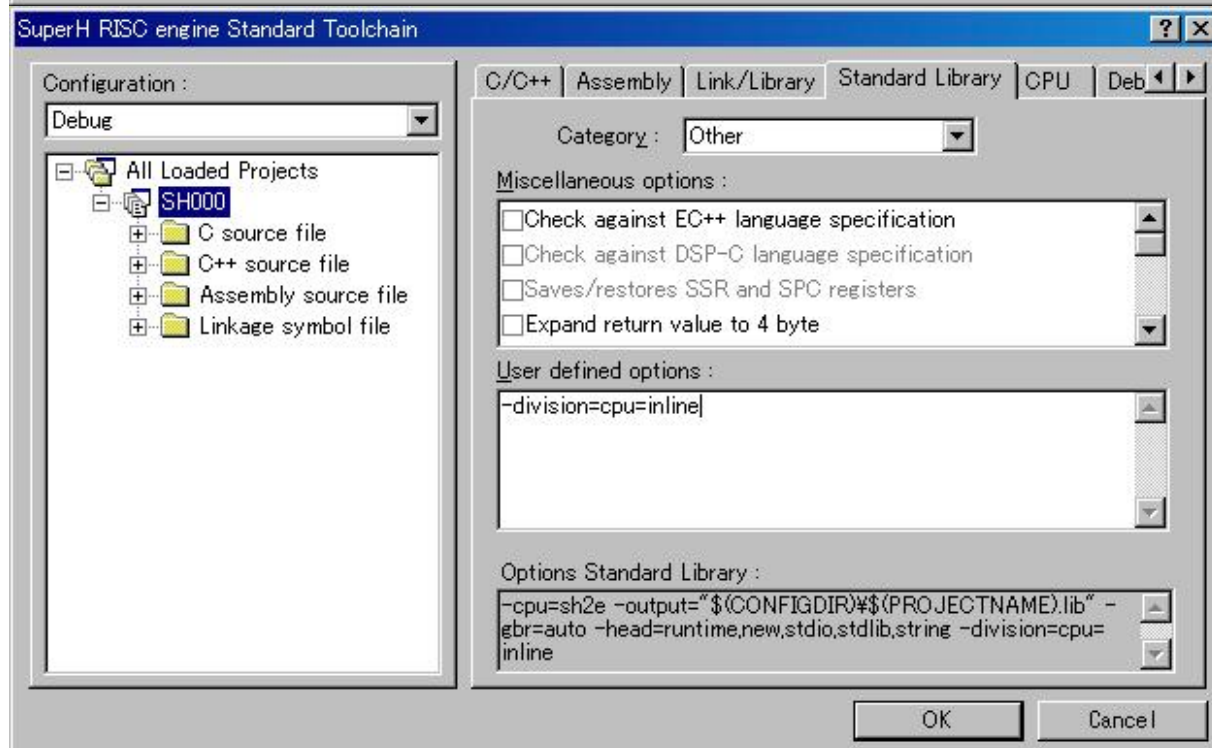 SuperH RISC engine Standard Toolchain
Configuration :
Debug
All Loaded Projects
SH000
C source file
C++ source file
Assembly source file
Linkage symbol file
C/C++ Assembly Link/Library Standard Library CPU Deb
Category : Other
Miscellaneous options :
Check against EC++ language specification
Check against DSP-C language specification
Saves/restores SSR and SPC registers
Expand return value to 4 byte
User defined options :
-division=cpu=inline
Options Standard Library :
-cpu=sh2e -output="$(CONFIGDIR)¥$(PROJECTNAME).lib" -
gbr=auto -head=runtime,new,stdio,stdlib,string -division=cpu=
inline
OK Cancel